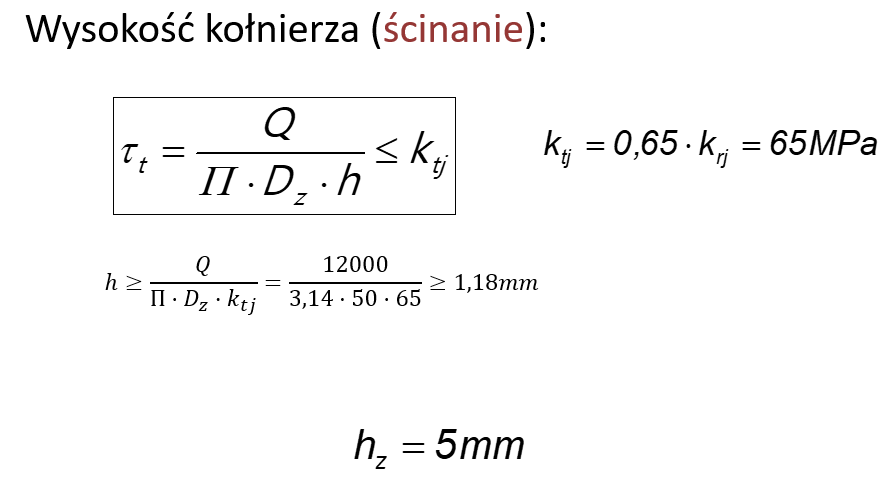 Wysokość kołnierza (ścinanie):
τ_t = Q / (Π · D_z · h) ≤ k_tj
k_tj = 0,65 · k_rj = 65MPa
h ≥ Q / (Π · D_z · k_tj) = 12000 / (3,14 · 50 · 65) ≥ 1,18mm
h_z = 5mm